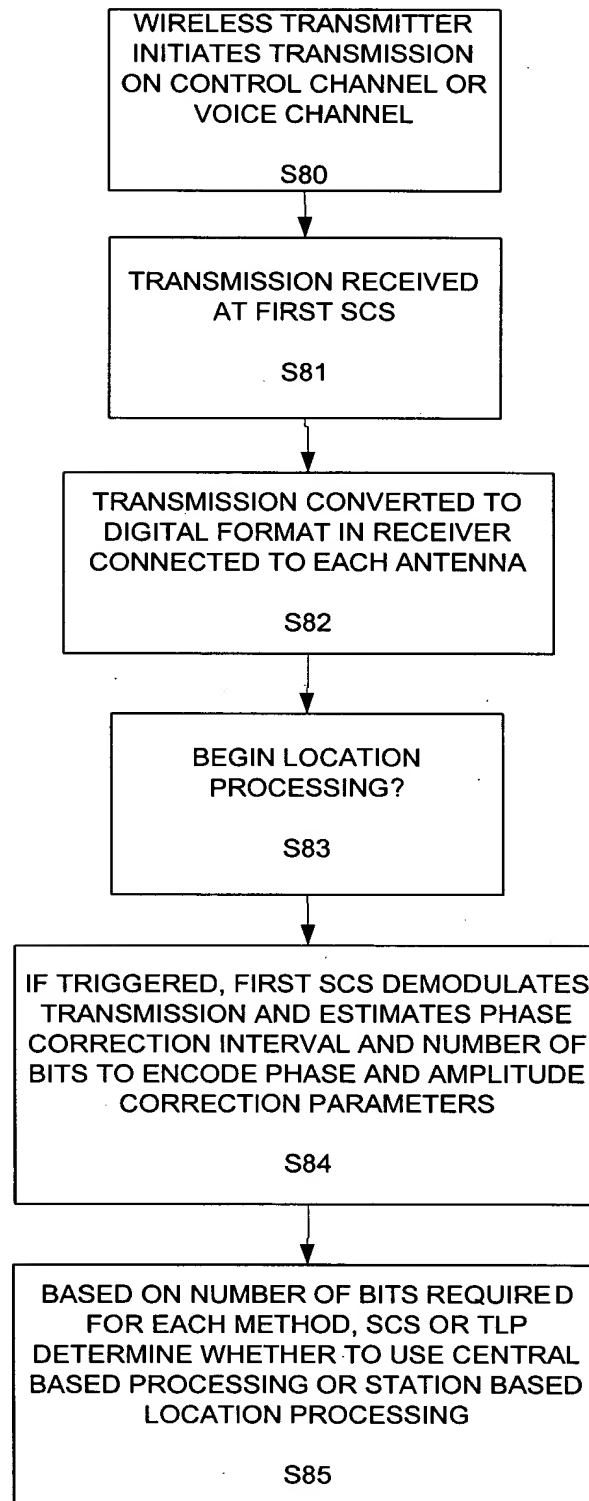 WIRELESS TRANSMITTER
INITIATES TRANSMISSION
ON CONTROL CHANNEL OR
VOICE CHANNEL
S80
TRANSMISSION RECEIVED
AT FIRST SCS
S81
TRANSMISSION CONVERTED TO
DIGITAL FORMAT IN RECEIVER
CONNECTED TO EACH ANTENNA
S82
BEGIN LOCATION
PROCESSING?
S83
IF TRIGGERED, FIRST SCS DEMODULATES
TRANSMISSION AND ESTIMATES PHASE
CORRECTION INTERVAL AND NUMBER OF
BITS TO ENCODE PHASE AND AMPLITUDE
CORRECTION PARAMETERS
S84
BASED ON NUMBER OF BITS REQUIRED
FOR EACH METHOD, SCS OR TLP
DETERMINE WHETHER TO USE CENTRAL
BASED PROCESSING OR STATION BASED
LOCATION PROCESSING
S85